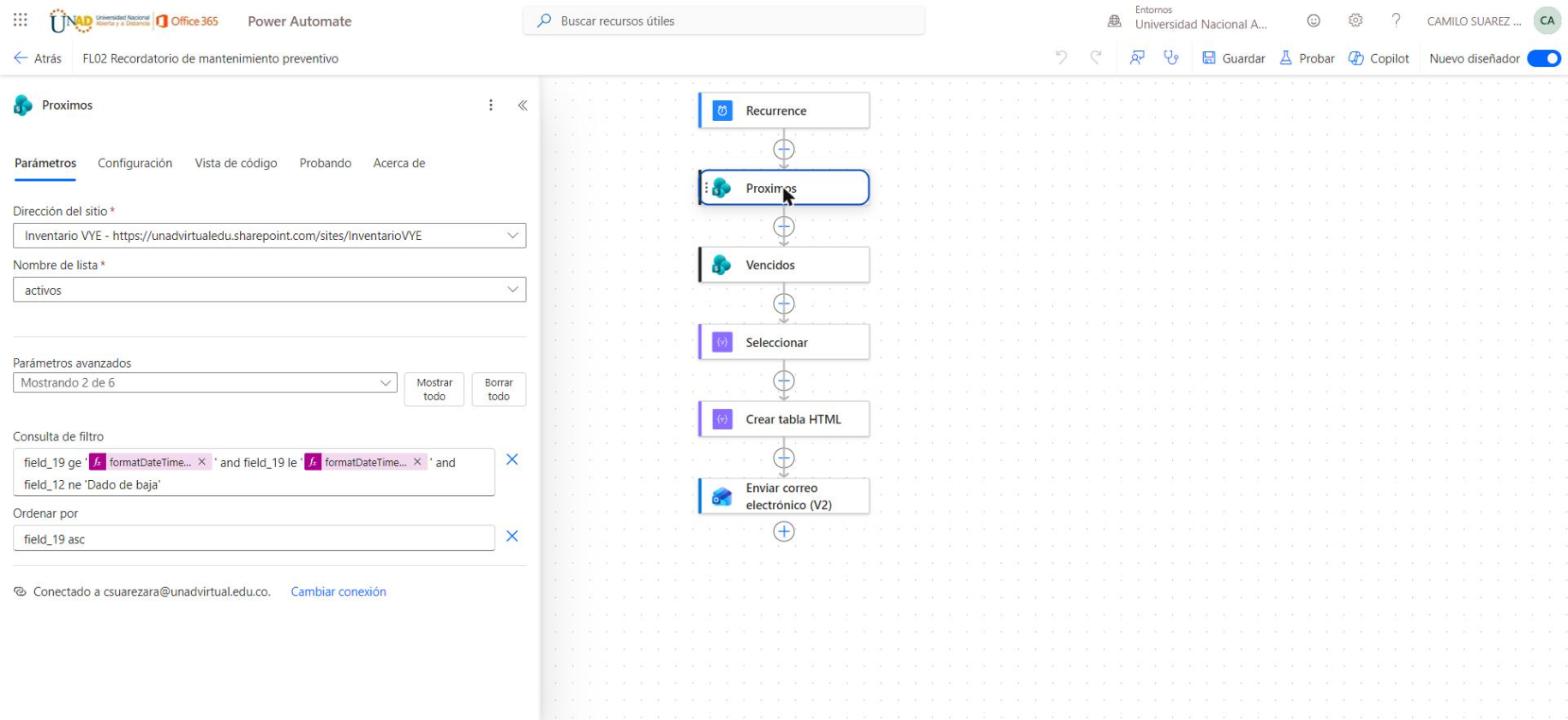 UNAD Universidad Nacional Abierta y a Distancia Office 365
Power Automate
Buscar recursos útiles
Entornos
Universidad Nacional A...
CAMILO SUAREZ ...
CA
Atrás
FL02 Recordatorio de mantenimiento preventivo
Guardar
Probar
Copilot
Nuevo diseñador
Proximos
Parámetros
Configuración
Vista de código
Probando
Acerca de
Dirección del sitio *
Inventario VYE - https://unadvirtualedu.sharepoint.com/sites/InventarioVYE
Nombre de lista *
activos
Parámetros avanzados
Mostrando 2 de 6
Mostrar
todo
Borrar
todo
Consulta de filtro
field_19 ge ' fx formatDateTime... ' and field_19 le ' fx formatDateTime... ' and
field_12 ne 'Dado de baja'
Ordenar por
field_19 asc
Conectado a csuarezara@unadvirtual.edu.co.
Cambiar conexión
Recurrence
Proximos
Vencidos
Seleccionar
Crear tabla HTML
Enviar correo
electrónico (V2)